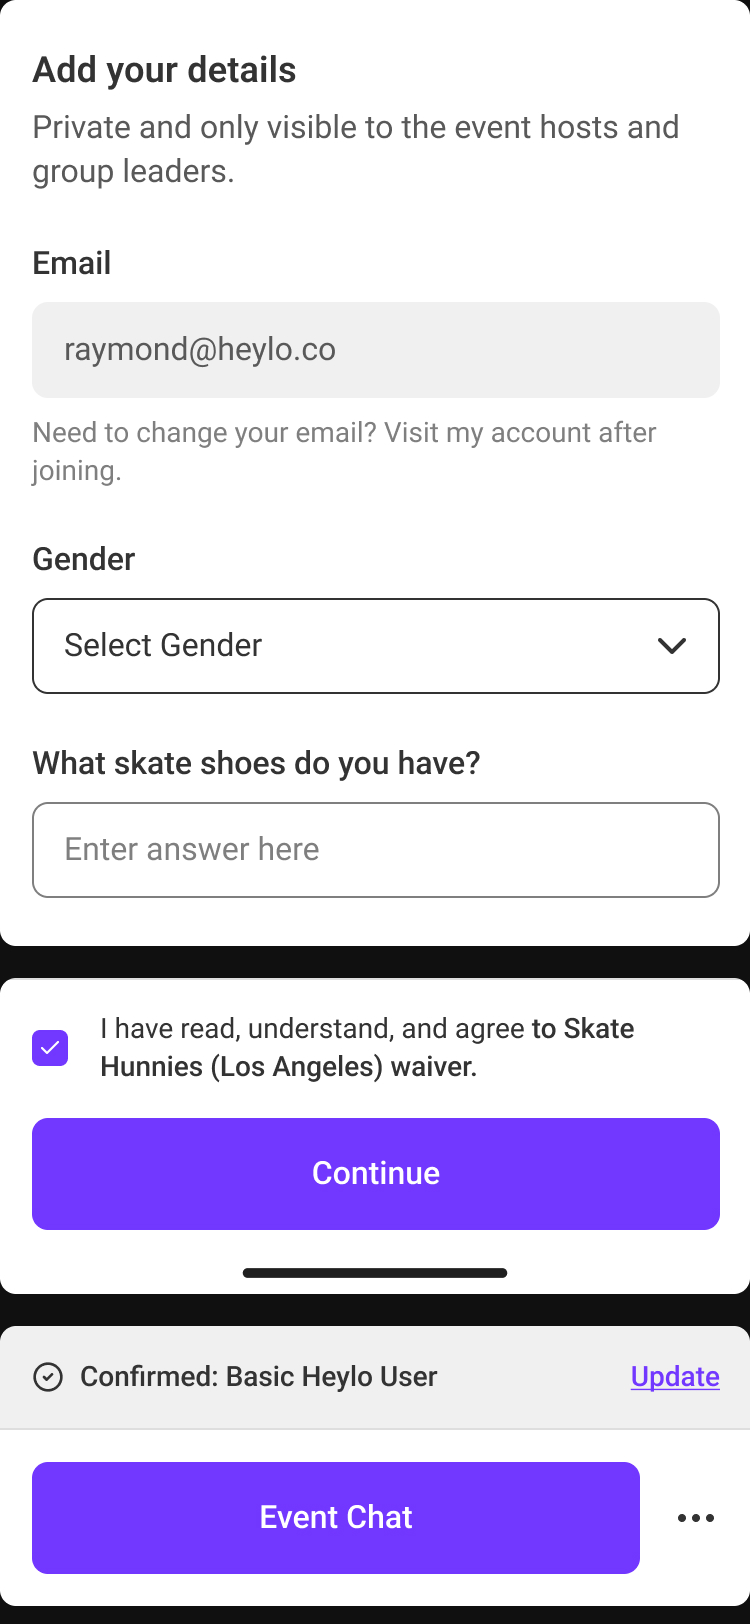 Add your details
Private and only visible to the event hosts and
group leaders.
Email
raymond@heylo.co
Need to change your email? Visit my account after
joining.
Gender
Select Gender
What skate shoes do you have?
Enter answer here
I have read, understand, and agree to Skate
Hunnies (Los Angeles) waiver.
Continue
Confirmed: Basic Heylo User
Update
Event Chat